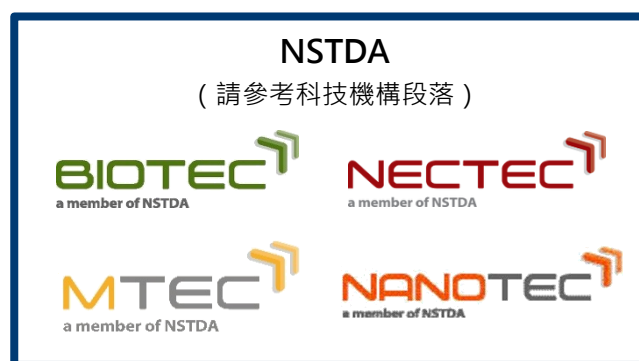 NSTDA
（請參考科技機構段落）
BIOTEC
a member of NSTDA
NECTEC
a member of NSTDA
MTEC
a member of NSTDA
NANOTEC
a member of NSTDA